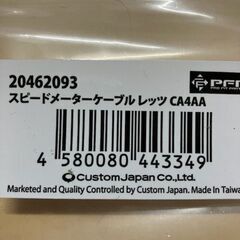 PFP
20462093
スピードメーターケーブル レッツ CA4AA
4 580080 443349
Custom Japan Co.,Ltd.
Marketed and Quality Controlled by Custom Japan. Made In Taiwan